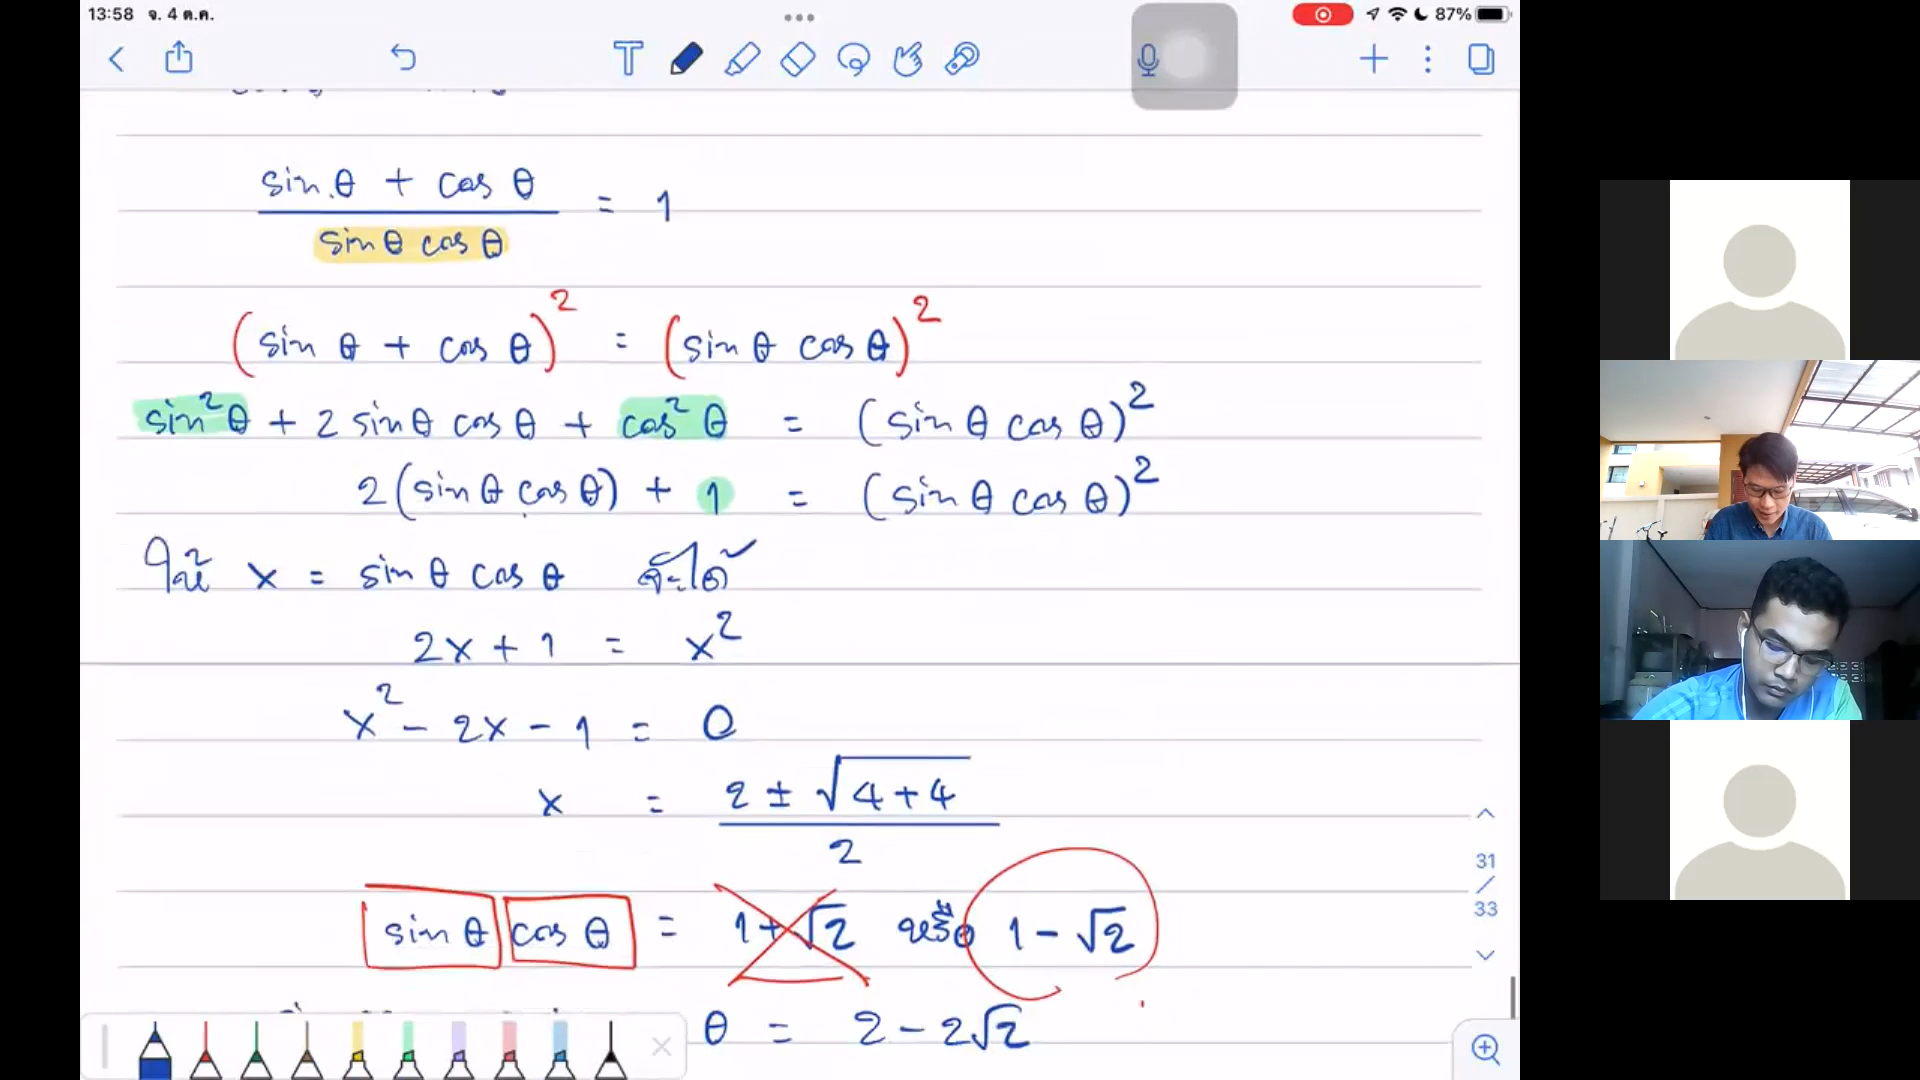 13:58 จ. 4 ต.ค.
87%
sin θ + cos θ
―――――――― = 1
sin θ cos θ
(sin θ + cos θ)² = (sin θ cos θ)²
sin²θ + 2 sin θ cos θ + cos²θ = (sin θ cos θ)²
2(sin θ cos θ) + 1 = (sin θ cos θ)²
ให้ x = sin θ cos θ จะได้
2x + 1 = x²
x² - 2x - 1 = 0
x = 2 ± √4+4
―――――
2
sin θ cos θ = 1+√2 หรือ 1-√2
θ = 2 - 2√2
31
/
33